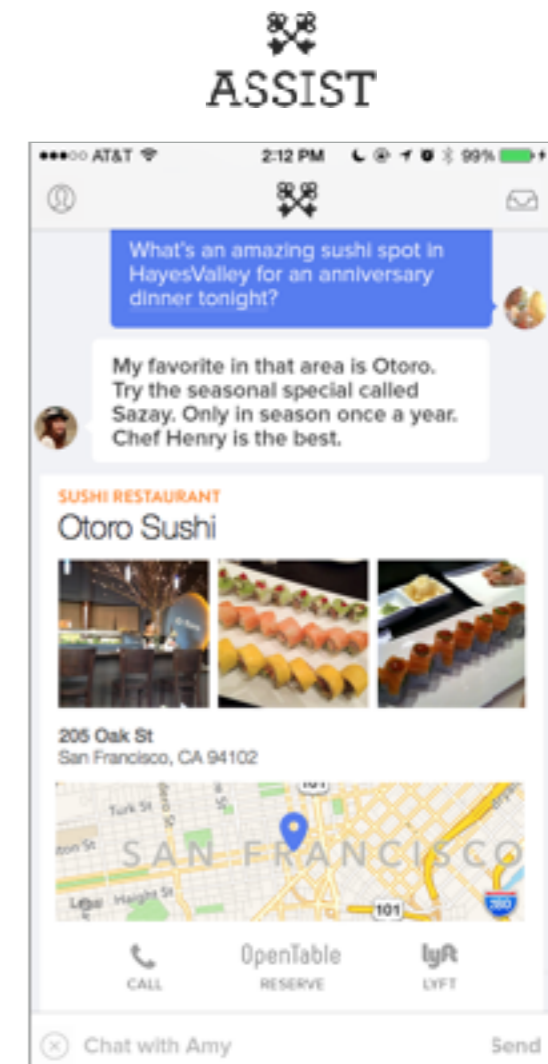 ASSIST
AT&T 2:12 PM 99%
What's an amazing sushi spot in
HayesValley for an anniversary
dinner tonight?
My favorite in that area is Otoro.
Try the seasonal special called
Sazay. Only in season once a year.
Chef Henry is the best.
SUSHI RESTAURANT
Otoro Sushi
205 Oak St
San Francisco, CA 94102
101
Turk St
SAN FRANCISCO
Haight St
101
280
OpenTable lyft
CALL RESERVE LYFT
Chat with Amy Send